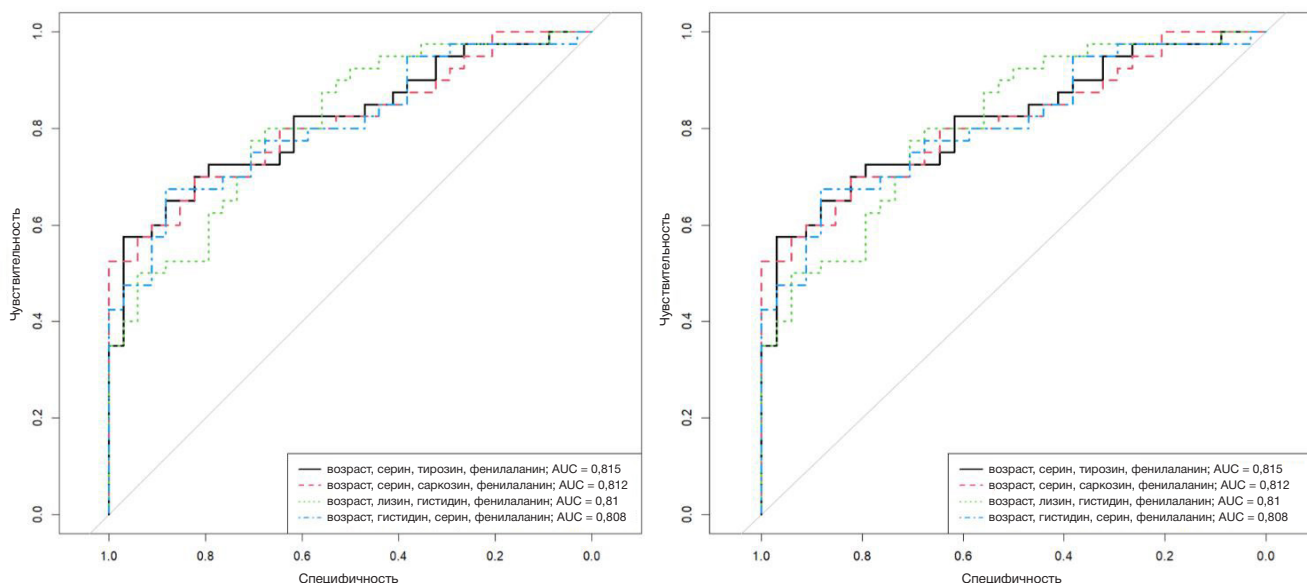 1.0
0.8
0.6
0.4
0.2
0.0
Чувствительность
возраст, серин, тирозин, фенилаланин; AUC = 0,815
возраст, серин, саркозин, фенилаланин; AUC = 0,812
возраст, лизин, гистидин, фенилаланин; AUC = 0,81
возраст, гистидин, серин, фенилаланин; AUC = 0,808
1.0 0.8 0.6 0.4 0.2 0.0
Специфичность
1.0
0.8
0.6
0.4
0.2
0.0
Чувствительность
возраст, серин, тирозин, фенилаланин; AUC = 0,815
возраст, серин, саркозин, фенилаланин; AUC = 0,812
возраст, лизин, гистидин, фенилаланин; AUC = 0,81
возраст, гистидин, серин, фенилаланин; AUC = 0,808
1.0 0.8 0.6 0.4 0.2 0.0
Специфичность